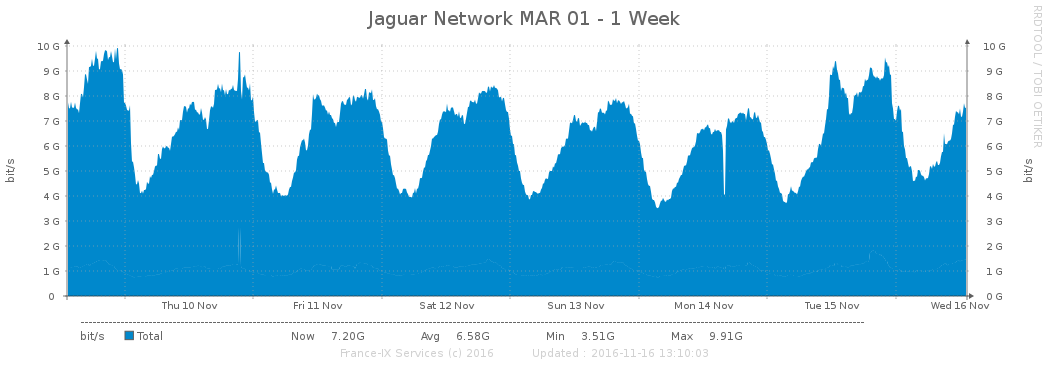 Jaguar Network MAR 01 - 1 Week
RRDTOOL / TOBI OETIKER
bit/s
bit/s
10 G 10 G
9 G 9 G
8 G 8 G
7 G 7 G
6 G 6 G
5 G 5 G
4 G 4 G
3 G 3 G
2 G 2 G
1 G 1 G
0 0 G
Thu 10 Nov Fri 11 Nov Sat 12 Nov Sun 13 Nov Mon 14 Nov Tue 15 Nov Wed 16 Nov
bit/s Total Now 7.20G Avg 6.58G Min 3.51G Max 9.91G
France-IX Services (c) 2016 Updated : 2016-11-16 13:10:03